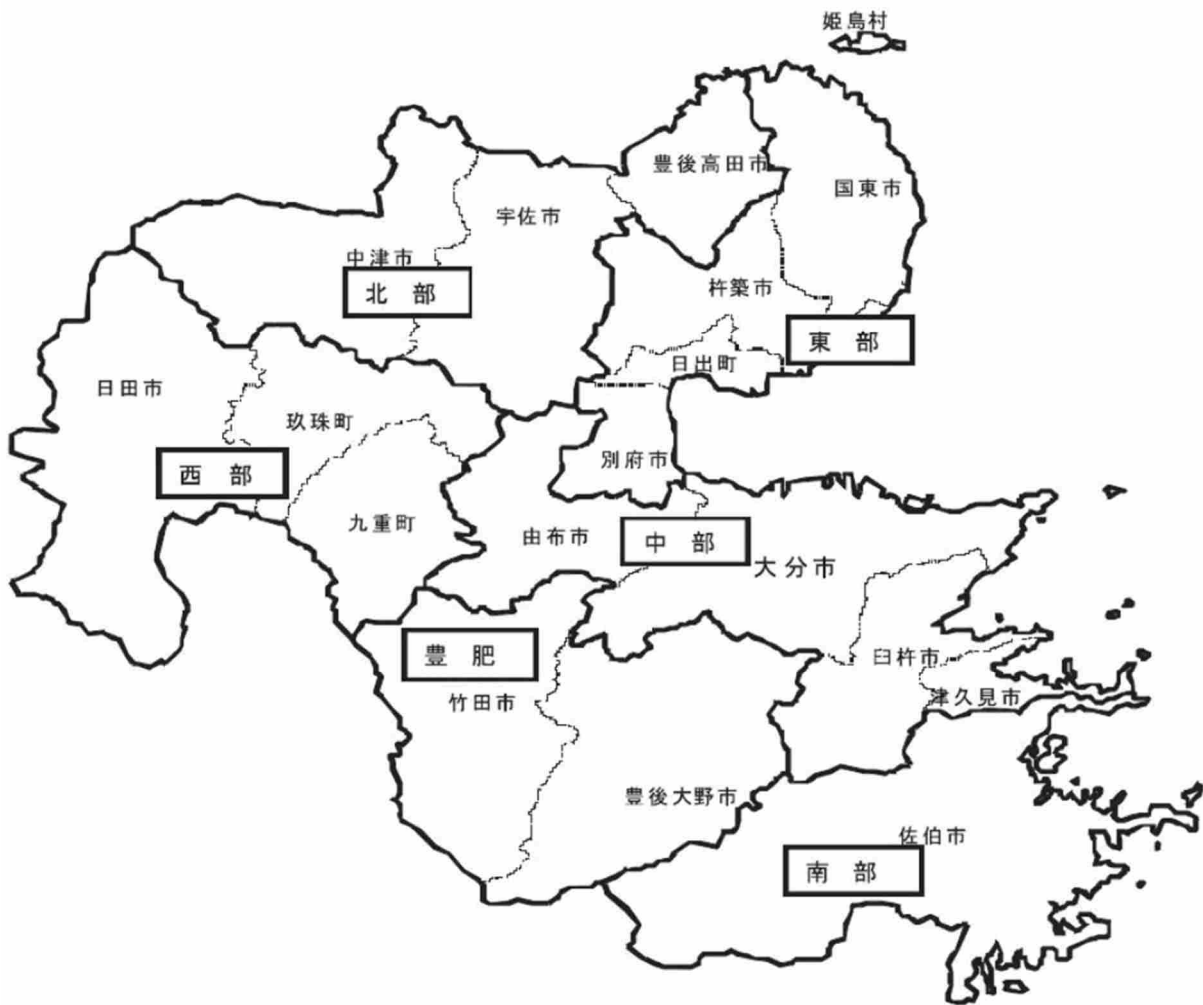 姫島村
豊後高田市
国東市
宇佐市
中津市
北部
杵築市
東部
日出町
日田市
玖珠町
西部
別府市
九重町
由布市
中部
大分市
豊肥
臼杵市
竹田市
津久見市
豊後大野市
佐伯市
南部